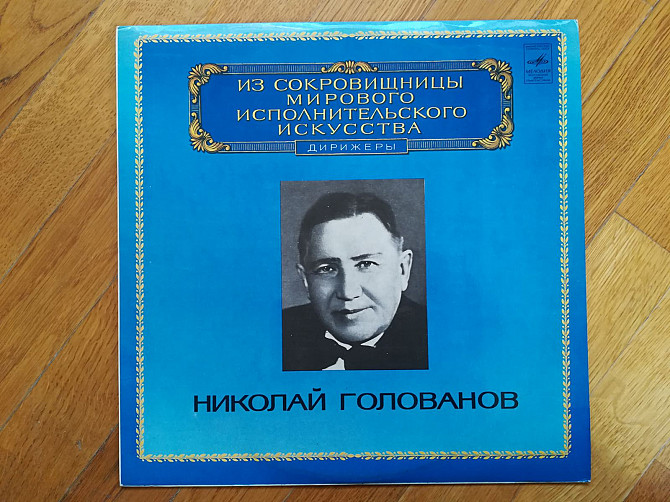 ИЗ СОКРОВИЩНИЦЫ
МИРОВОГО
ИСПОЛНИТЕЛЬСКОГО
ИСКУССТВА
ДИРИЖЕРЫ
НИКОЛАЙ ГОЛОВАНОВ